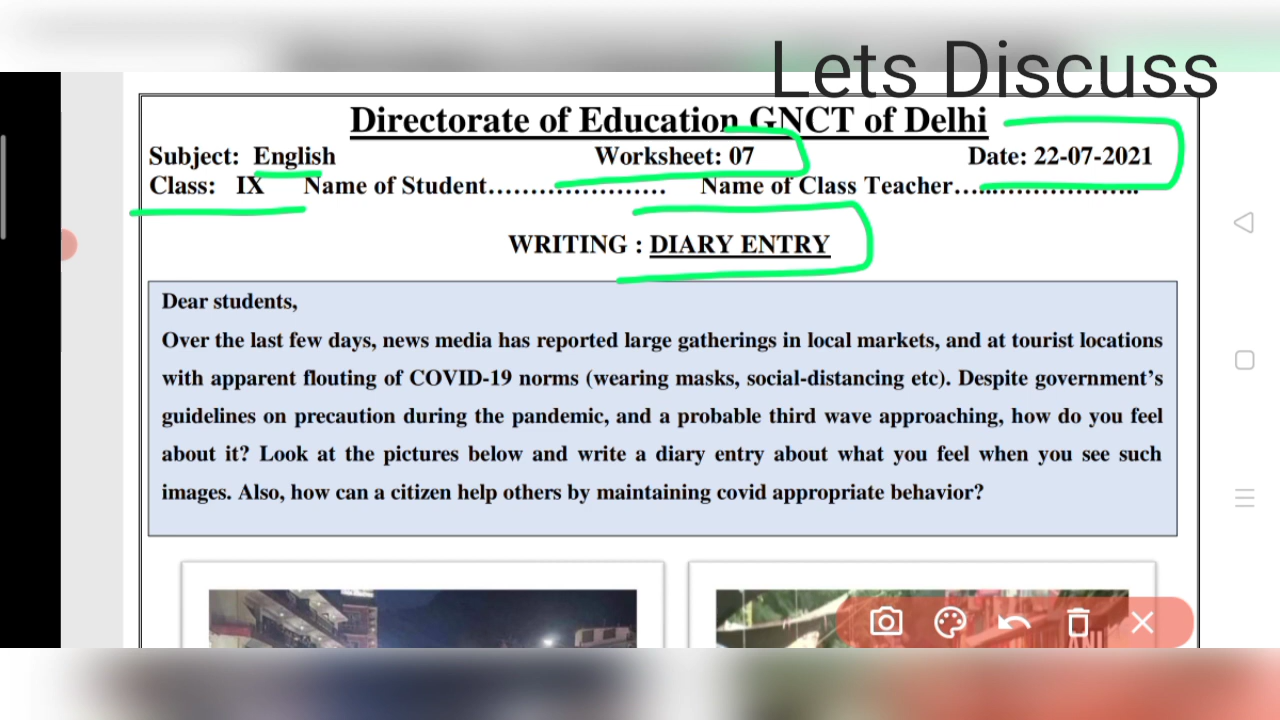 Lets Discuss
Directorate of Education GNCT of Delhi
Subject: English Worksheet: 07 Date: 22-07-2021
Class: IX Name of Student…………………. Name of Class Teacher…………………..
WRITING : DIARY ENTRY
Dear students,
Over the last few days, news media has reported large gatherings in local markets, and at tourist locations
with apparent flouting of COVID-19 norms (wearing masks, social-distancing etc). Despite government’s
guidelines on precaution during the pandemic, and a probable third wave approaching, how do you feel
about it? Look at the pictures below and write a diary entry about what you feel when you see such
images. Also, how can a citizen help others by maintaining covid appropriate behavior?